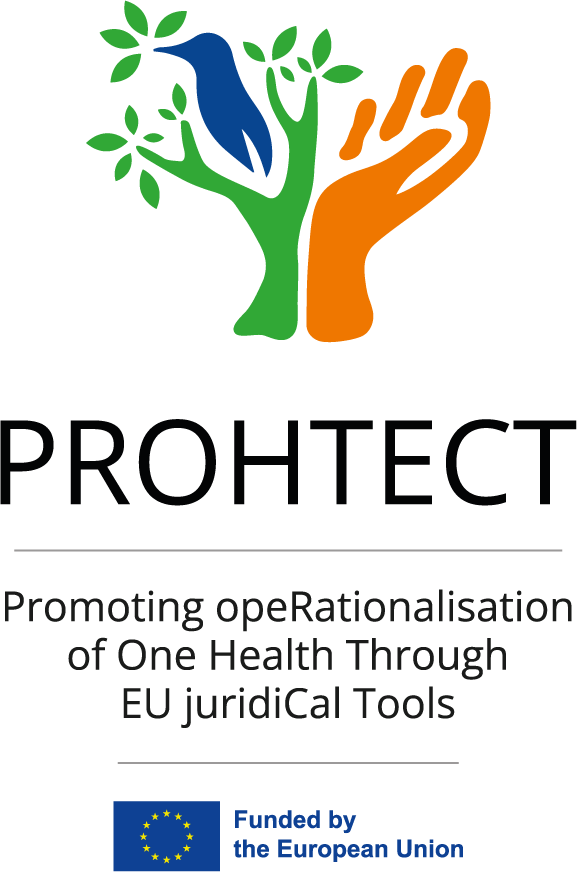 PROHTECT
Promoting opeRationalisation
of One Health Through
EU juridiCal Tools
Funded by
the European Union